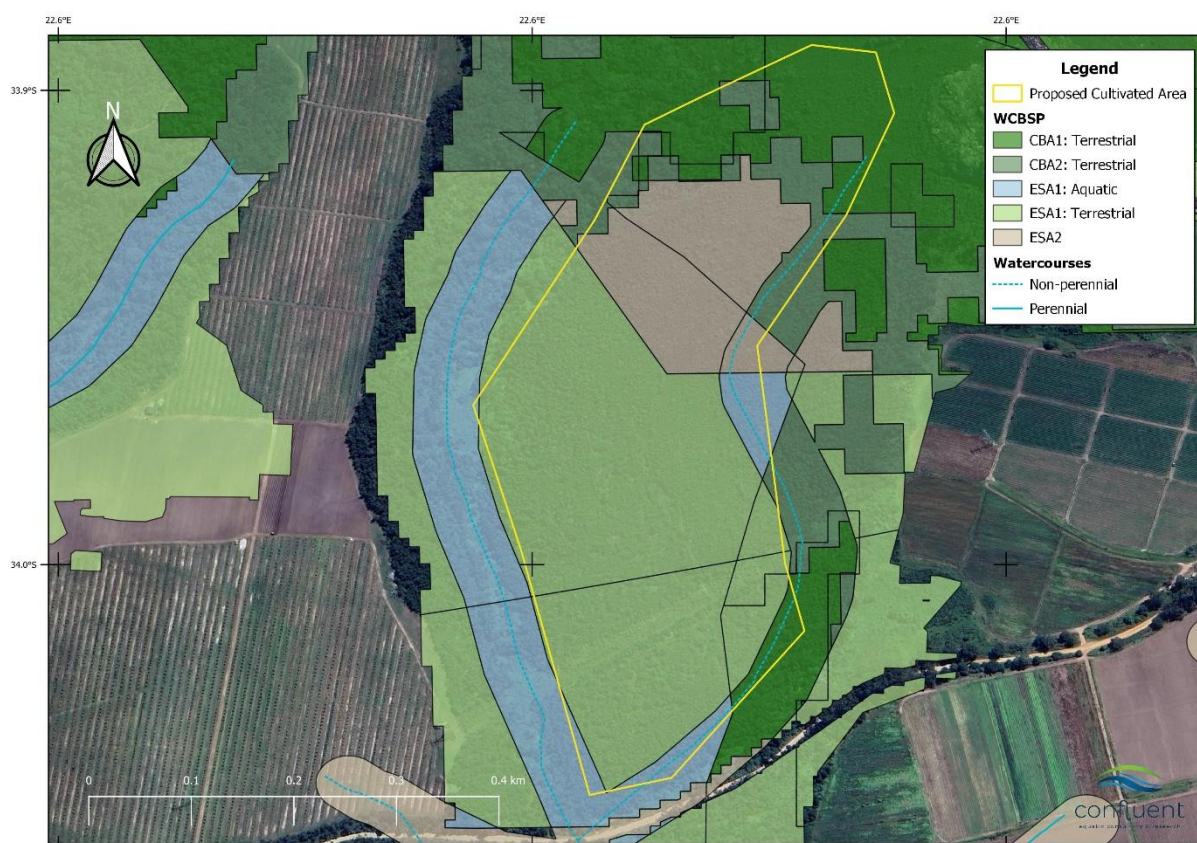 22.6°E
22.6°E
22.6°E
33.9°S
34.0°S
N
Legend
Proposed Cultivated Area
WCBSP
CBA1: Terrestrial
CBA2: Terrestrial
ESA1: Aquatic
ESA1: Terrestrial
ESA2
Watercourses
Non-perennial
Perennial
0
0.1
0.2
0.3
0.4 km
confluent